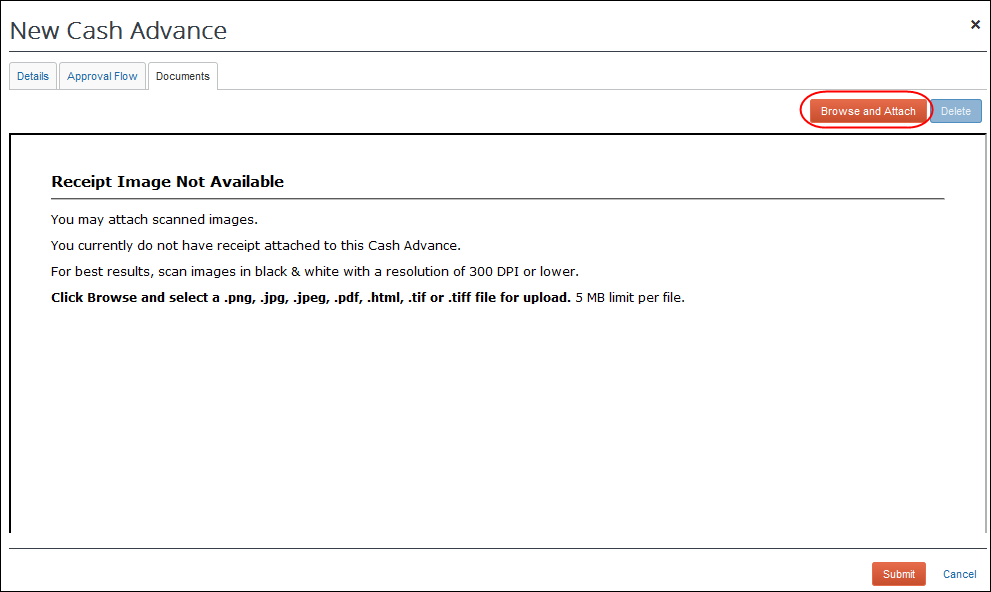 New Cash Advance
×
Details Approval Flow Documents
Browse and Attach Delete
Receipt Image Not Available
You may attach scanned images.
You currently do not have receipt attached to this Cash Advance.
For best results, scan images in black & white with a resolution of 300 DPI or lower.
Click Browse and select a .png, .jpg, .jpeg, .pdf, .html, .tif or .tiff file for upload. 5 MB limit per file.
Submit Cancel